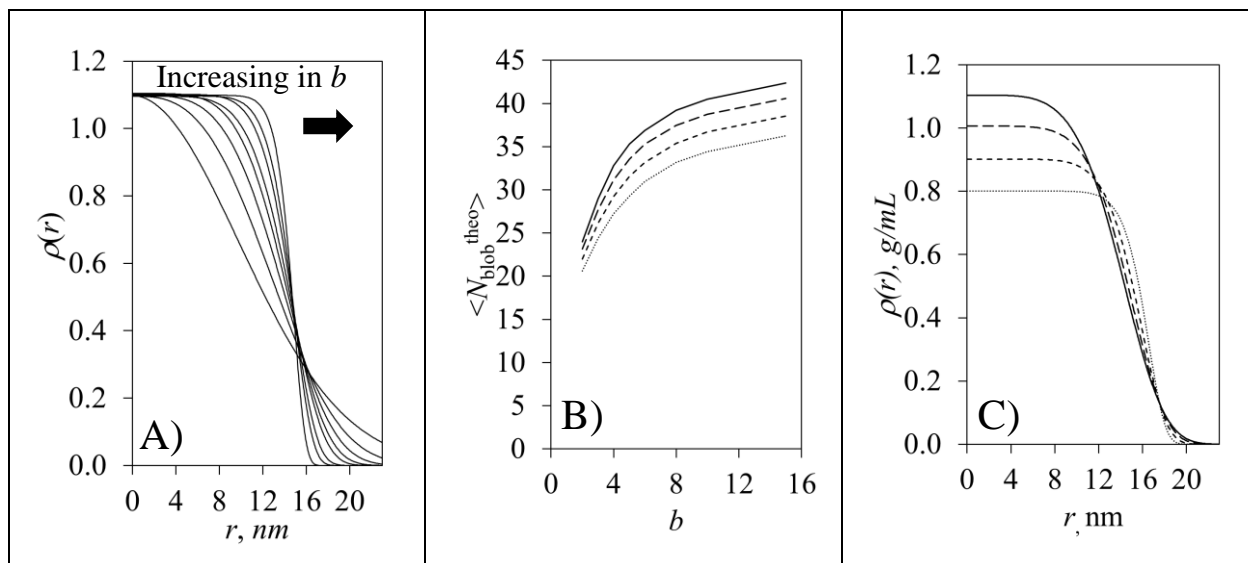 1.2
1.0
0.8
0.6
0.4
0.2
0.0
ρ(r)
Increasing in b
A)
0 4 8 12 16 20
r, nm
45
40
35
30
25
20
15
10
5
0
<N_blob^theo>
B)
0 4 8 12 16
b
1.2
1.0
0.8
0.6
0.4
0.2
0.0
ρ(r), g/mL
C)
0 4 8 12 16 20
r, nm